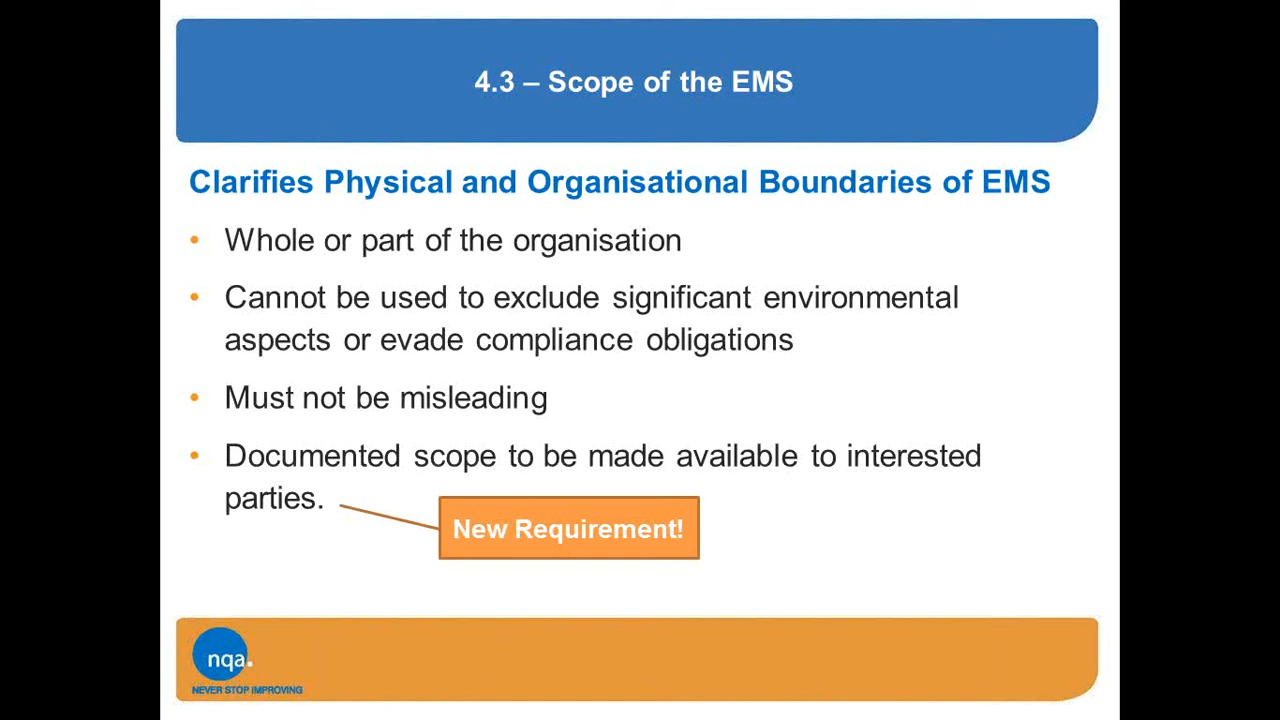 4.3 – Scope of the EMS
Clarifies Physical and Organisational Boundaries of EMS
• Whole or part of the organisation
• Cannot be used to exclude significant environmental
aspects or evade compliance obligations
• Must not be misleading
• Documented scope to be made available to interested
parties.
New Requirement!
nqa.
NEVER STOP IMPROVING